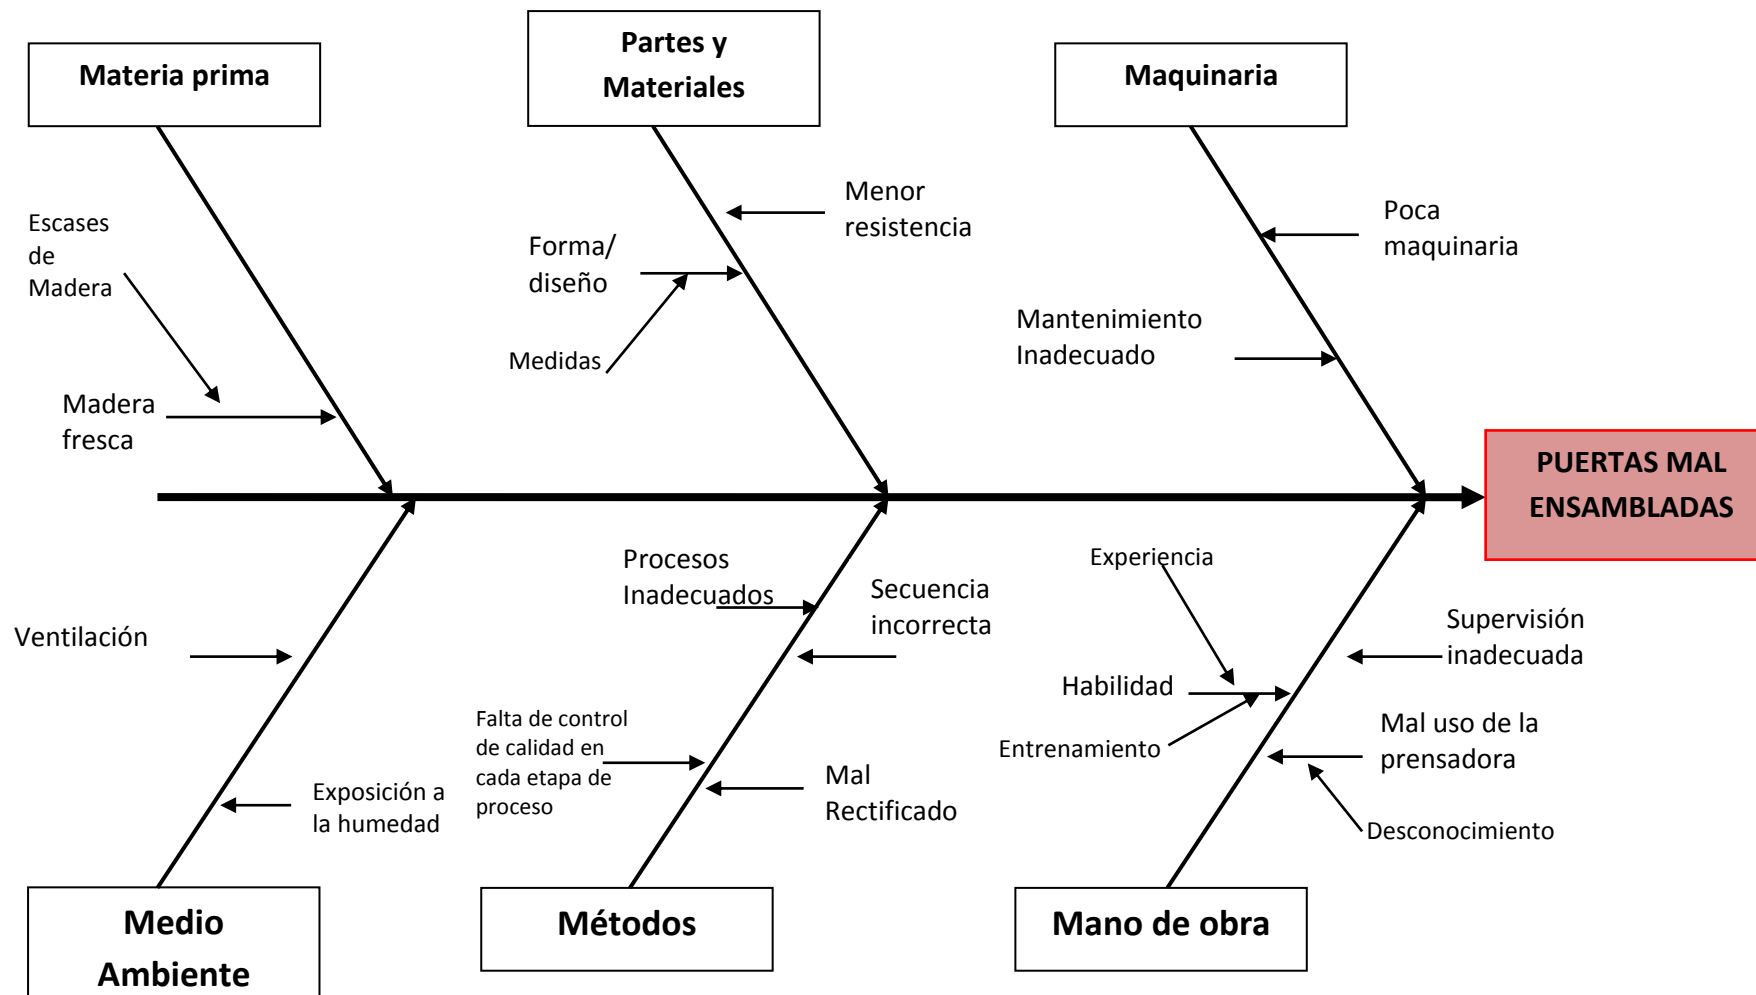 Materia prima
Partes y
Materiales
Maquinaria
Escases
de
Madera
Madera
fresca
Forma/
diseño
Medidas
Menor
resistencia
Poca
maquinaria
Mantenimiento
Inadecuado
PUERTAS MAL
ENSAMBLADAS
Ventilación
Exposición a
la humedad
Procesos
Inadecuados
Secuencia
incorrecta
Falta de control
de calidad en
cada etapa de
proceso
Mal
Rectificado
Experiencia
Habilidad
Entrenamiento
Supervisión
inadecuada
Mal uso de la
prensadora
Desconocimiento
Medio
Ambiente
Métodos
Mano de obra